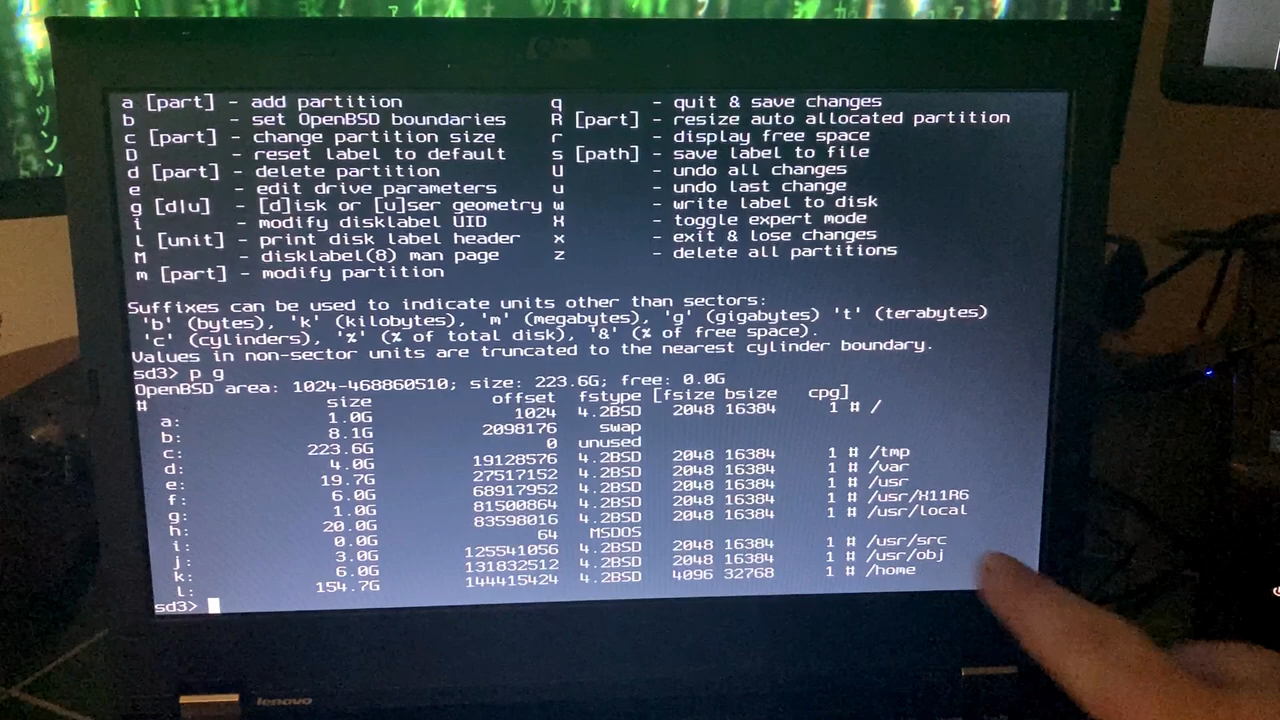 a [part] - add partition q - quit & save changes
b - set OpenBSD boundaries R [part] - resize auto allocated partition
c [part] - change partition size r - display free space
D - reset label to default s [path] - save label to file
d [part] - delete partition U - undo all changes
e - edit drive parameters u - undo last change
g [d|u] - [d]isk or [u]ser geometry w - write label to disk
i - modify disklabel UID X - toggle expert mode
l [unit] - print disk label header x - exit & lose changes
M - disklabel(8) man page z - delete all partitions
m [part] - modify partition
Suffixes can be used to indicate units other than sectors:
'b' (bytes), 'k' (kilobytes), 'm' (megabytes), 'g' (gigabytes) 't' (terabytes)
'c' (cylinders), '%' (% of total disk), '&' (% of free space).
Values in non-sector units are truncated to the nearest cylinder boundary.
sd3> p g
OpenBSD area: 1024-468860510; size: 223.6G; free: 0.0G
# size offset fstype [fsize bsize cpg]
a: 1.0G 1024 4.2BSD 2048 16384 1 # /
b: 8.1G 2098176 swap
c: 223.6G 0 unused
d: 4.0G 19128576 4.2BSD 2048 16384 1 # /tmp
e: 19.7G 27517152 4.2BSD 2048 16384 1 # /var
f: 6.0G 68917952 4.2BSD 2048 16384 1 # /usr
g: 1.0G 81500864 4.2BSD 2048 16384 1 # /usr/X11R6
h: 20.0G 83598016 4.2BSD 2048 16384 1 # /usr/local
i: 0.0G 64 MSDOS
j: 3.0G 125541056 4.2BSD 2048 16384 1 # /usr/src
k: 6.0G 131832512 4.2BSD 2048 16384 1 # /usr/obj
l: 154.7G 144415424 4.2BSD 4096 32768 1 # /home
sd3>
lenovo